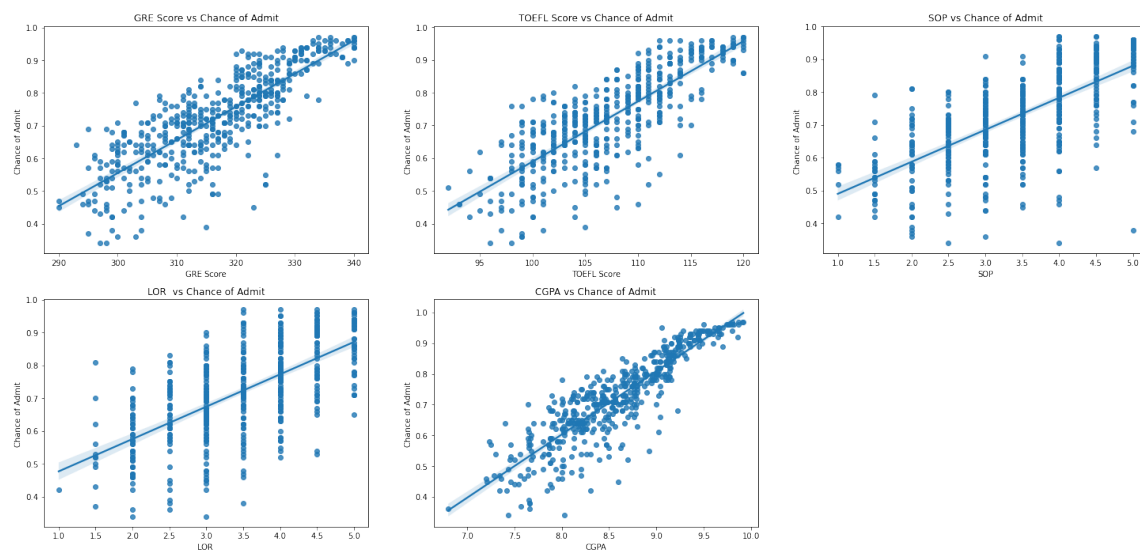 GRE Score vs Chance of Admit
Chance of Admit
1.0
0.9
0.8
0.7
0.6
0.5
0.4
290 300 310 320 330 340
GRE Score
TOEFL Score vs Chance of Admit
Chance of Admit
1.0
0.9
0.8
0.7
0.6
0.5
0.4
95 100 105 110 115 120
TOEFL Score
SOP vs Chance of Admit
Chance of Admit
1.0
0.9
0.8
0.7
0.6
0.5
0.4
1.0 1.5 2.0 2.5 3.0 3.5 4.0 4.5 5.0
SOP
LOR  vs Chance of Admit
Chance of Admit
1.0
0.9
0.8
0.7
0.6
0.5
0.4
1.0 1.5 2.0 2.5 3.0 3.5 4.0 4.5 5.0
LOR
CGPA vs Chance of Admit
Chance of Admit
1.0
0.9
0.8
0.7
0.6
0.5
0.4
7.0 7.5 8.0 8.5 9.0 9.5 10.0
CGPA